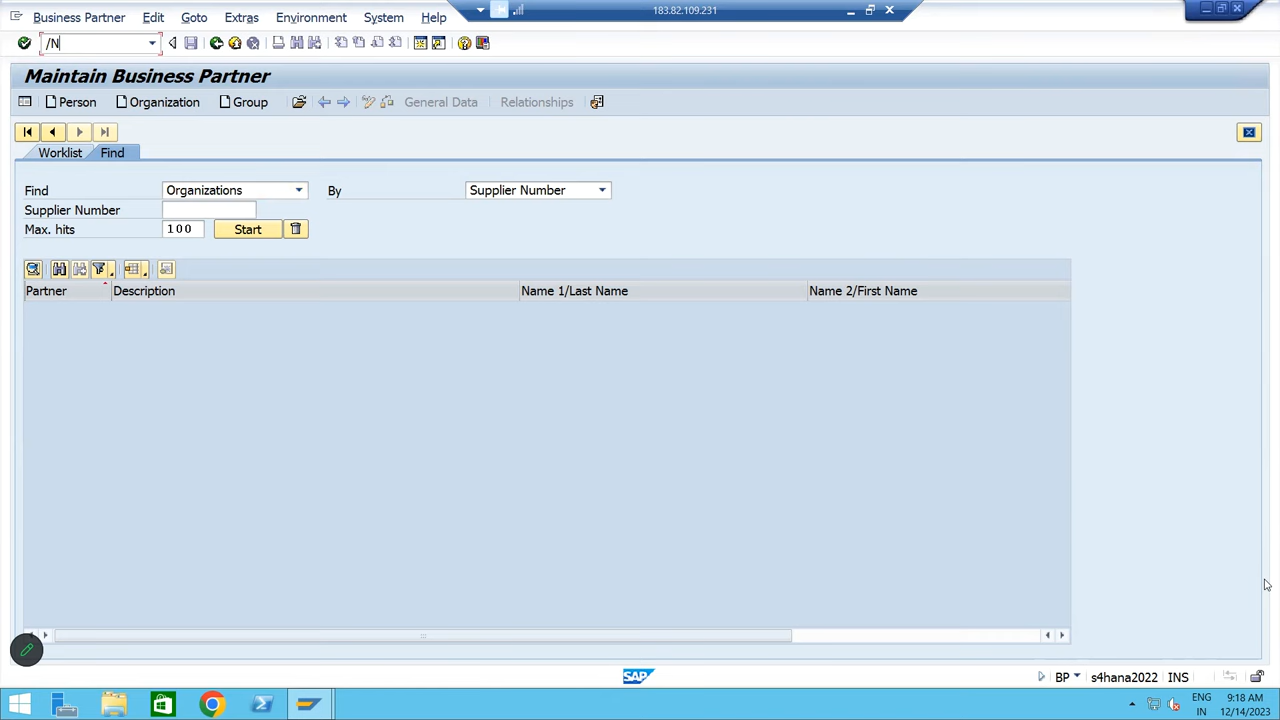 183.82.109.231
Business Partner Edit Goto Extras Environment System Help
/N
Maintain Business Partner
Person Organization Group General Data Relationships
Worklist Find
Find Organizations By Supplier Number
Supplier Number
Max. hits 100 Start
Partner Description Name 1/Last Name Name 2/First Name
SAP BP s4hana2022 INS
ENG 9:18 AM
IN 12/14/2023